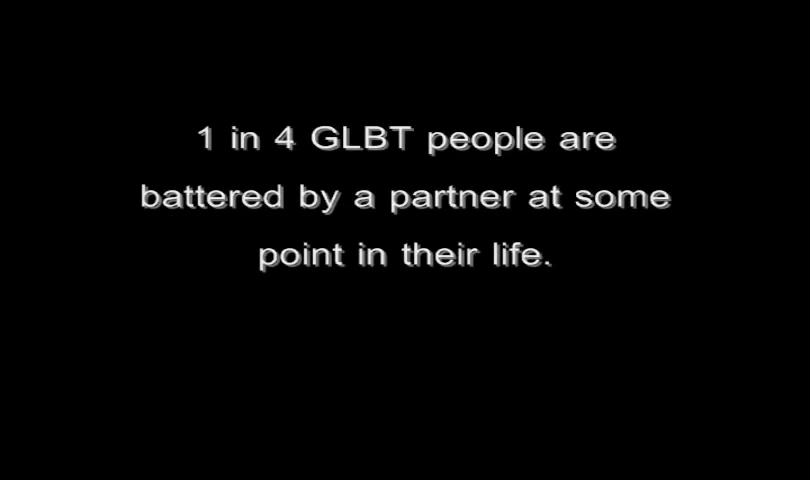 1 in 4 GLBT people are
battered by a partner at some
point in their life.